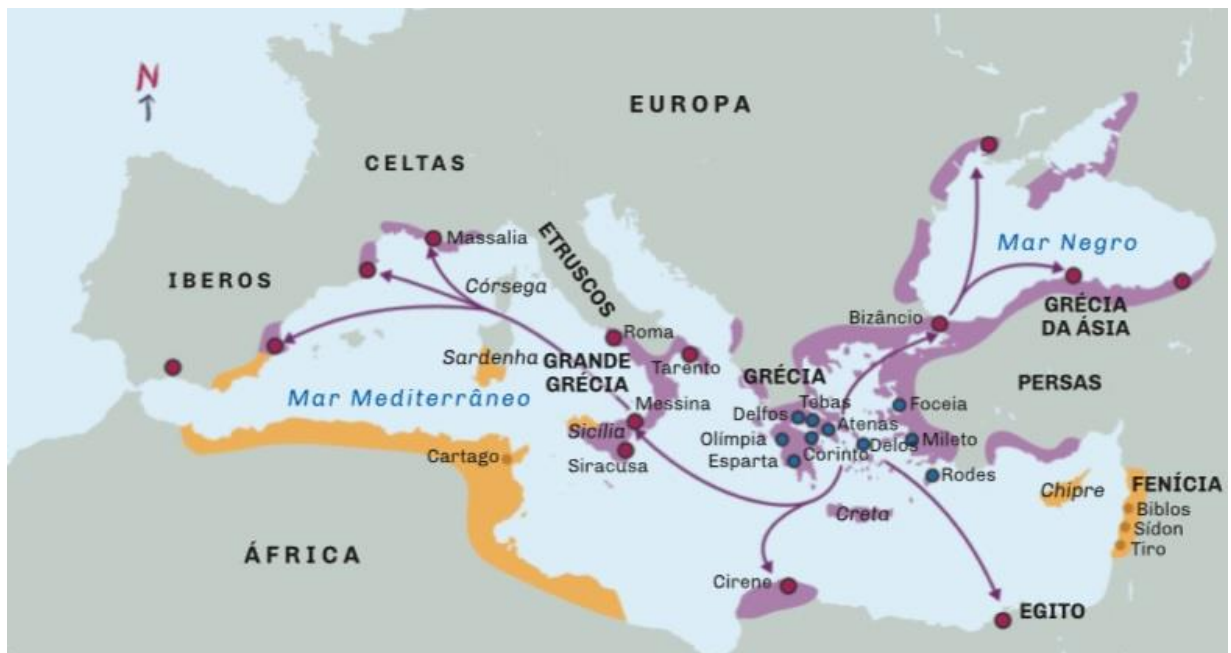 N
EUROPA
CELTAS
Massalia
ETRUSCOS
Mar Negro
IBEROS
Córsega
GRÉCIA
DA ÁSIA
Bizâncio
Roma
Sardenha
GRANDE
GRÉCIA
Tarento
GRÉCIA
PERSAS
Mar Mediterrâneo
Messina
Tebas
Foceia
Delfos
Atenas
Sicília
Olímpia
Delos
Mileto
Cartago
Siracusa
Esparta
Corinto
Rodes
Chipre
FENÍCIA
Biblos
Creta
Sídon
Tiro
ÁFRICA
Cirene
EGITO